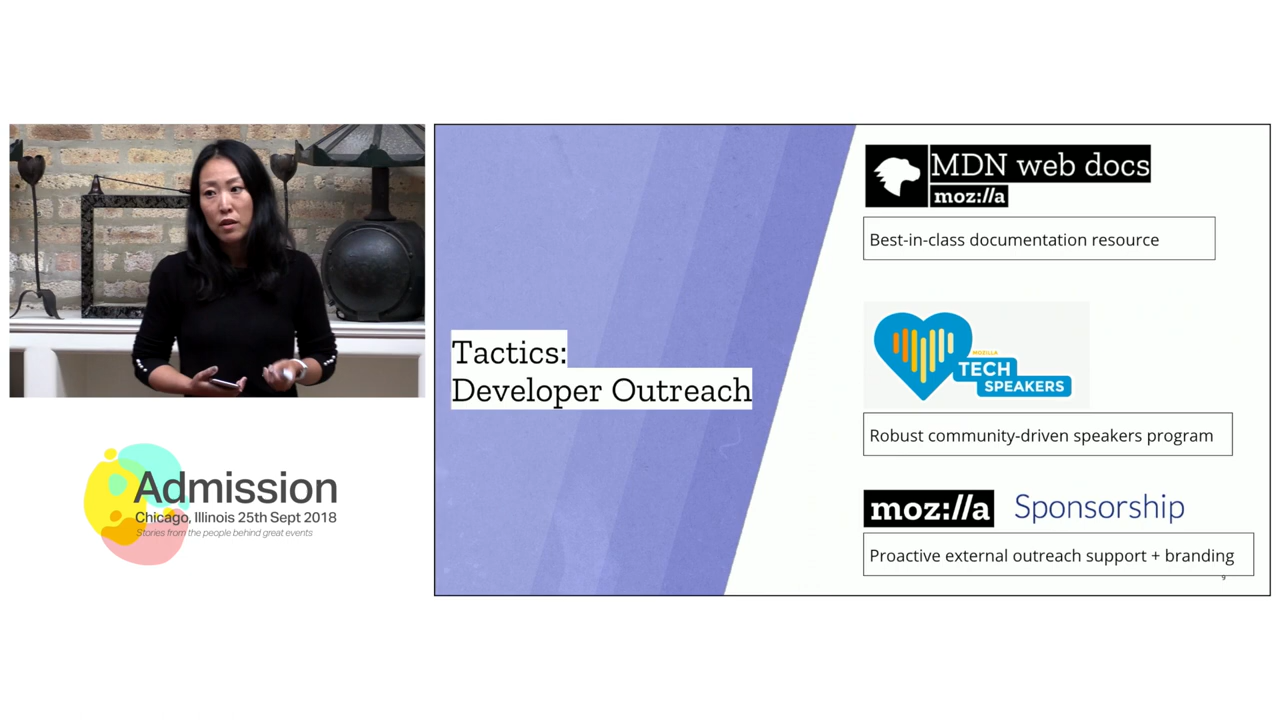 Admission
Chicago, Illinois 25th Sept 2018
Stories from the people behind great events
Tactics:
Developer Outreach
MDN web docs
moz://a
Best-in-class documentation resource
MOZILLA
TECH
SPEAKERS
Robust community-driven speakers program
moz://a Sponsorship
Proactive external outreach support + branding
9